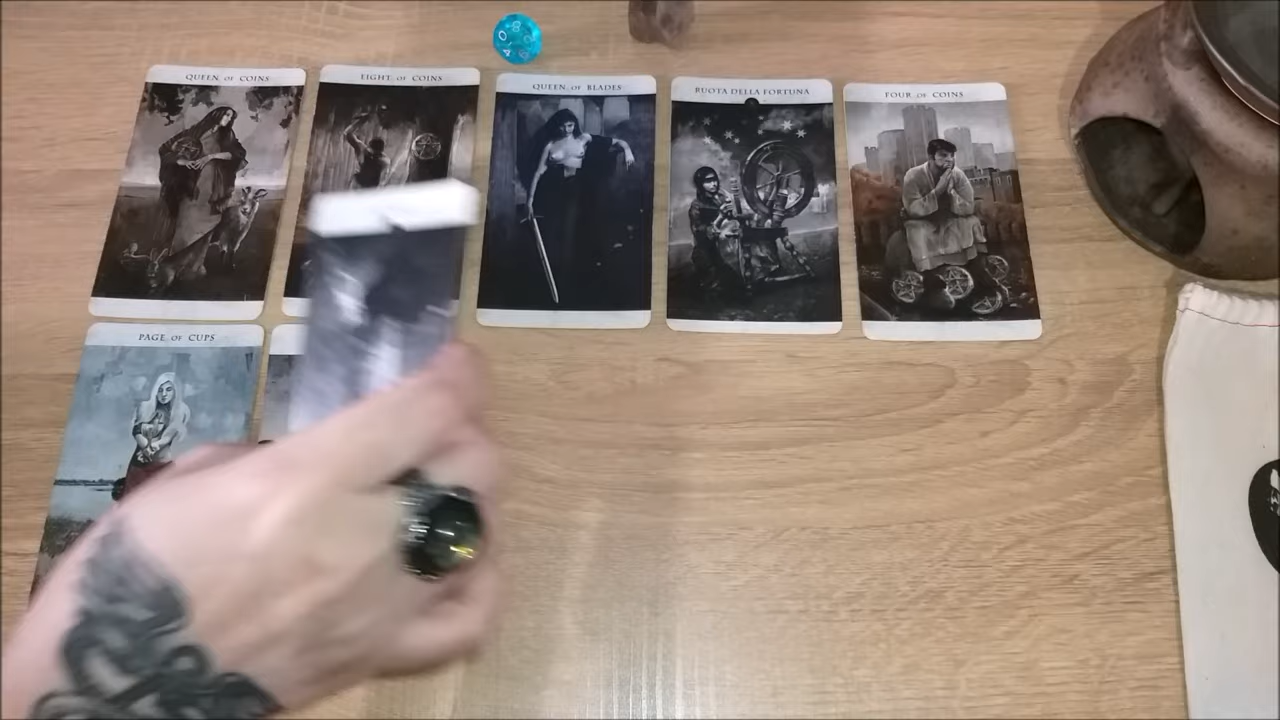 QUEEN OF COINS
EIGHT OF COINS
QUEEN OF BLADES
RUOTA DELLA FORTUNA
FOUR OF COINS
PAGE OF CUPS